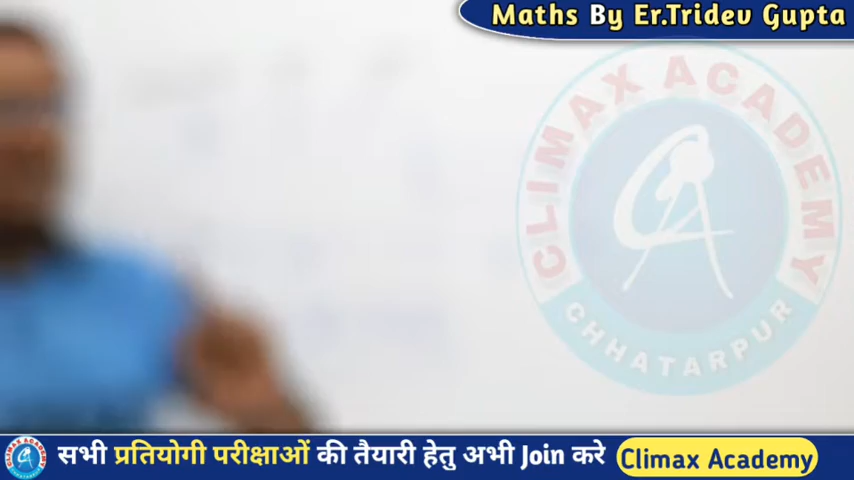 Maths By Er.Tridev Gupta
CLIMAX ACADEMY
CHHATARPUR
सभी प्रतियोगी परीक्षाओं की तैयारी हेतु अभी Join करे Climax Academy